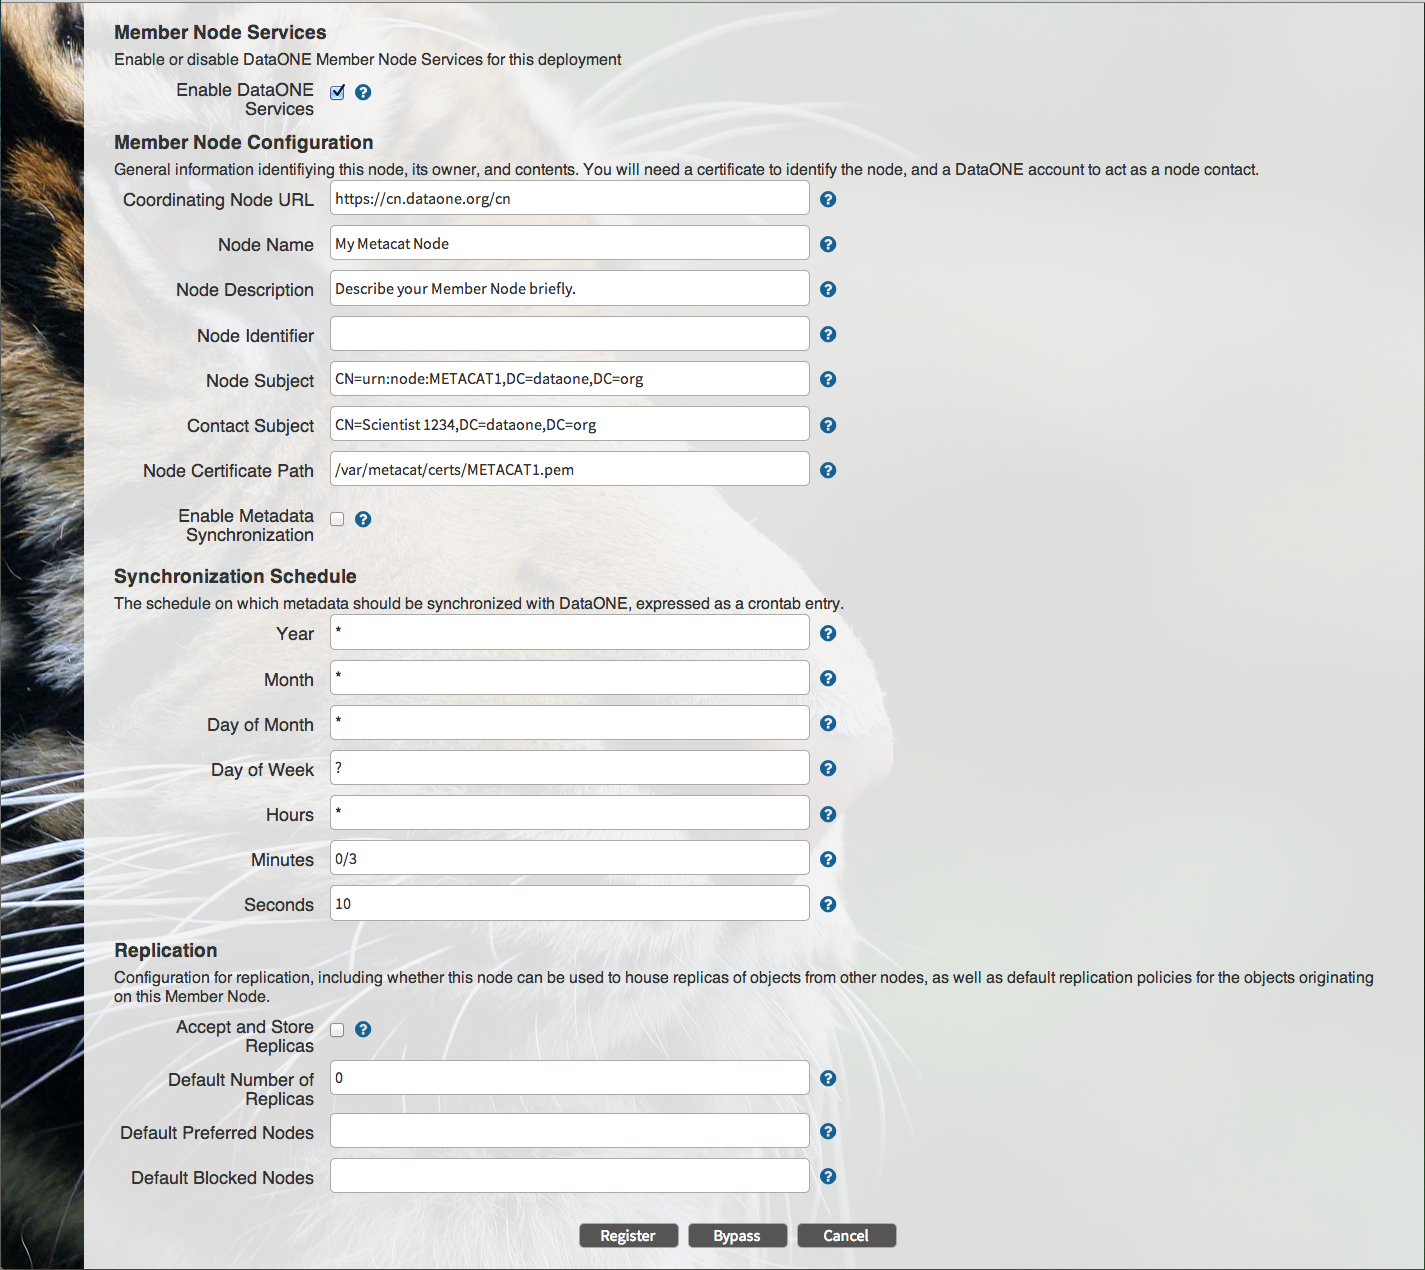 Member Node Services
Enable or disable DataONE Member Node Services for this deployment
Enable DataONE
Services
Member Node Configuration
General information identifiying this node, its owner, and contents. You will need a certificate to identify the node, and a DataONE account to act as a node contact.
Coordinating Node URL https://cn.dataone.org/cn ?
Node Name My Metacat Node ?
Node Description Describe your Member Node briefly. ?
Node Identifier ?
Node Subject CN=urn:node:METACAT1,DC=dataone,DC=org ?
Contact Subject CN=Scientist 1234,DC=dataone,DC=org ?
Node Certificate Path /var/metacat/certs/METACAT1.pem ?
Enable Metadata ?
Synchronization
Synchronization Schedule
The schedule on which metadata should be synchronized with DataONE, expressed as a crontab entry.
Year * ?
Month * ?
Day of Month * ?
Day of Week ? ?
Hours * ?
Minutes 0/3 ?
Seconds 10 ?
Replication
Configuration for replication, including whether this node can be used to house replicas of objects from other nodes, as well as default replication policies for the objects originating
on this Member Node.
Accept and Store ?
Replicas
Default Number of 0 ?
Replicas
Default Preferred Nodes ?
Default Blocked Nodes ?
Register Bypass Cancel